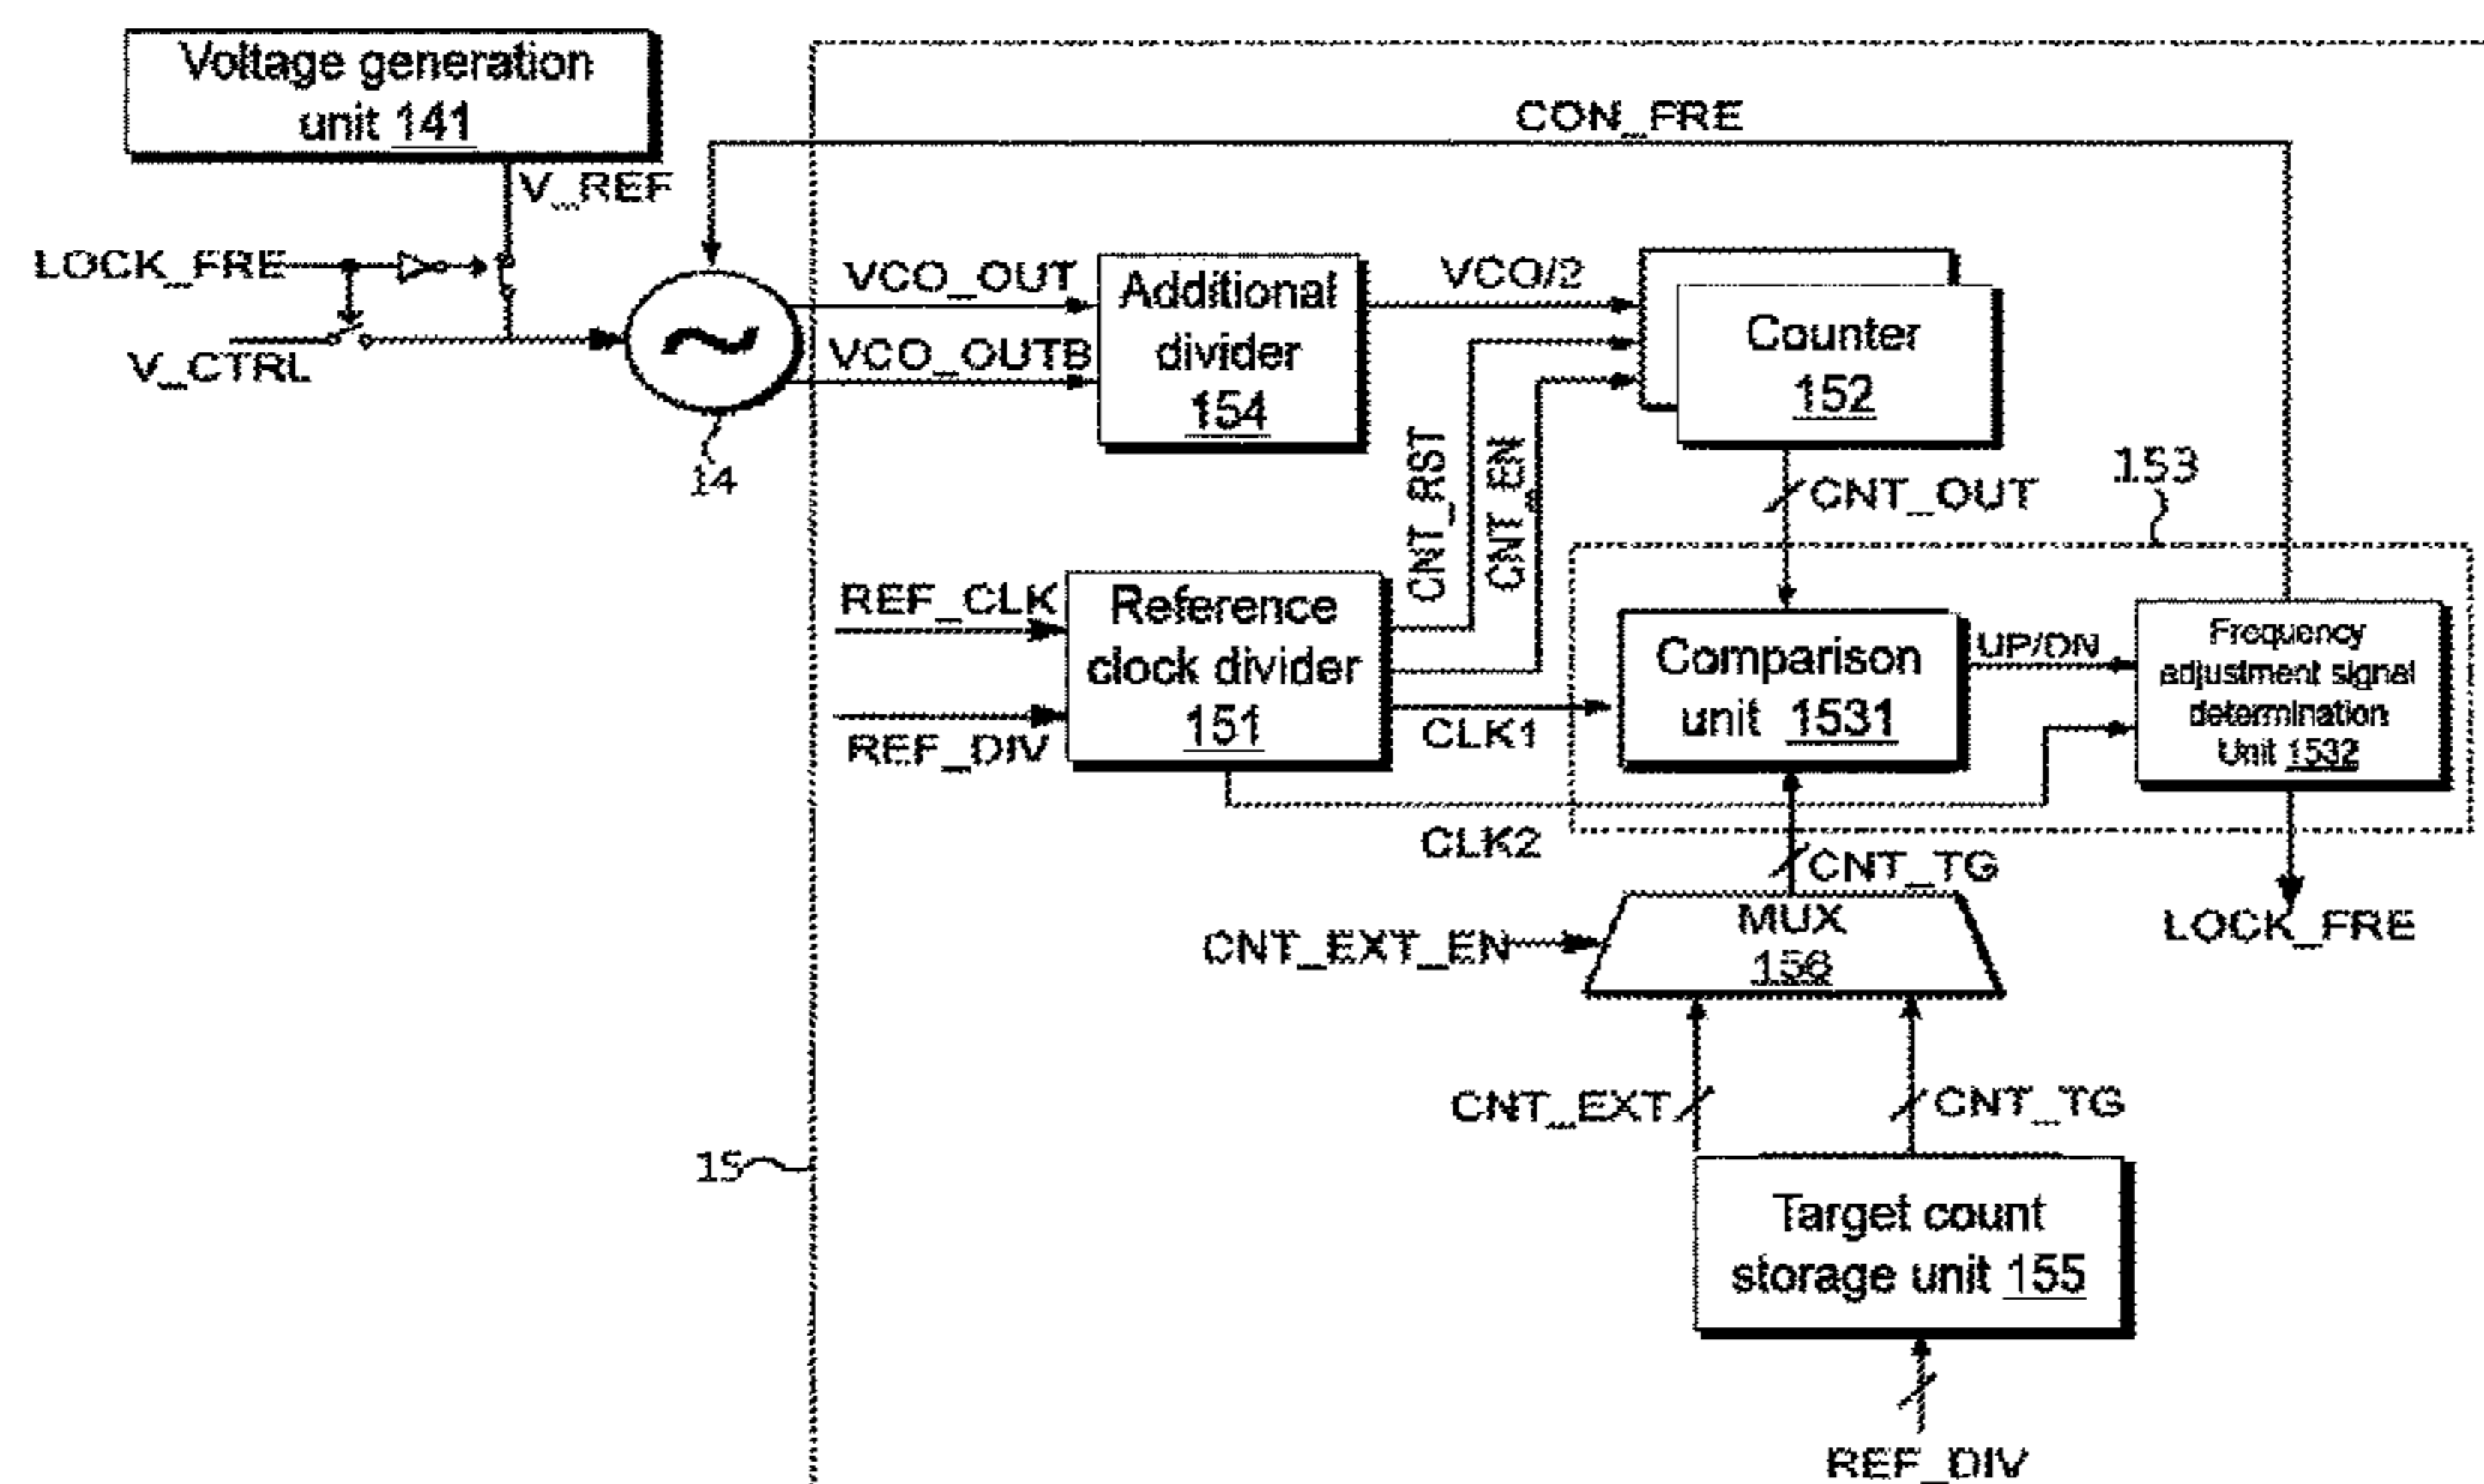 Voltage generation
unit 141
V_REF
LOCK_FRE
V_CTRL
14
CON_FRE
VCO_OUT
VCO_OUTB
Additional
divider
154
VCO/2
Counter
152
CNT_RST
CNT_EN
CNT_OUT
153
REF_CLK
REF_DIV
Reference
clock divider
151
CLK1
CLK2
Comparison
unit 1531
UP/DN
Frequency
adjustment signal
determination
Unit 1532
CNT_TG
LOCK_FRE
CNT_EXT_EN
MUX
156
CNT_EXT
CNT_TG
15
Target count
storage unit 155
REF_DIV